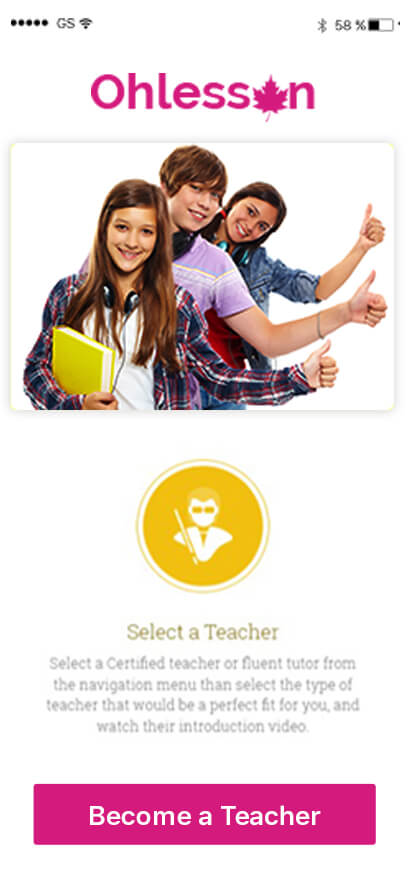 GS 58 %
Ohlesson
Select a Teacher
Select a Certified teacher or fluent tutor from
the navigation menu than select the type of
teacher that would be a perfect fit for you, and
watch their introduction video.
Become a Teacher